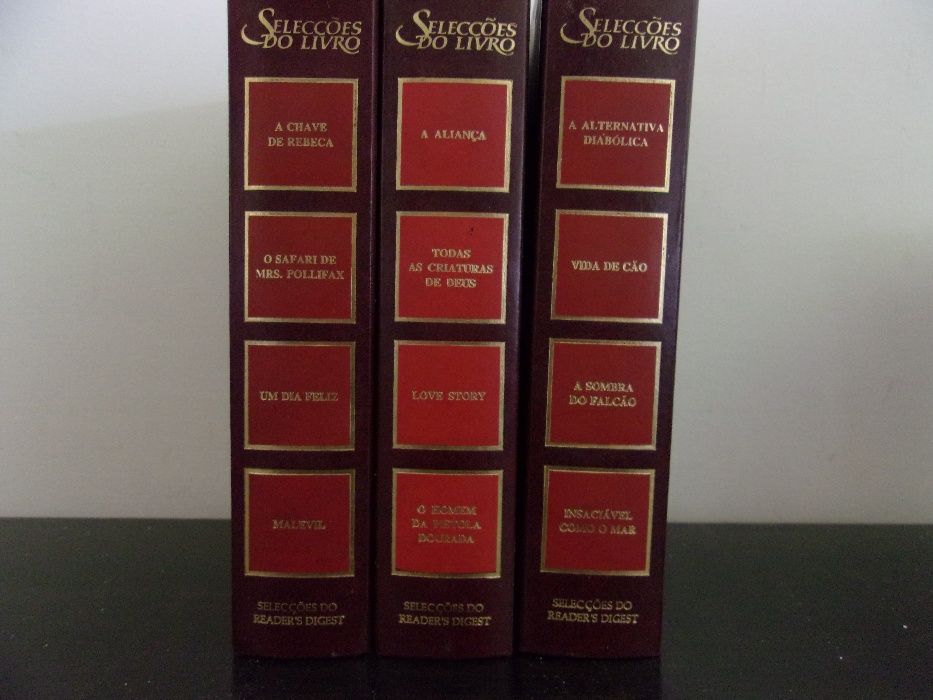 SELECÇÕES
DO LIVRO
A CHAVE
DE REBECA
O SAFARI DE
MRS. POLLIFAX
UM DIA FELIZ
MALEVIL
SELECÇÕES DO
READER'S DIGEST
SELECÇÕES
DO LIVRO
A ALIANÇA
TODAS
AS CRIATURAS
DE DEUS
LOVE STORY
O HOMEM
DA PISTOLA
DOURADA
SELECÇÕES DO
READER'S DIGEST
SELECÇÕES
DO LIVRO
A ALTERNATIVA
DIABÓLICA
VIDA DE CÃO
A SOMBRA
DO FALCÃO
INSACIÁVEL
COMO O MAR
SELECÇÕES DO
READER'S DIGEST